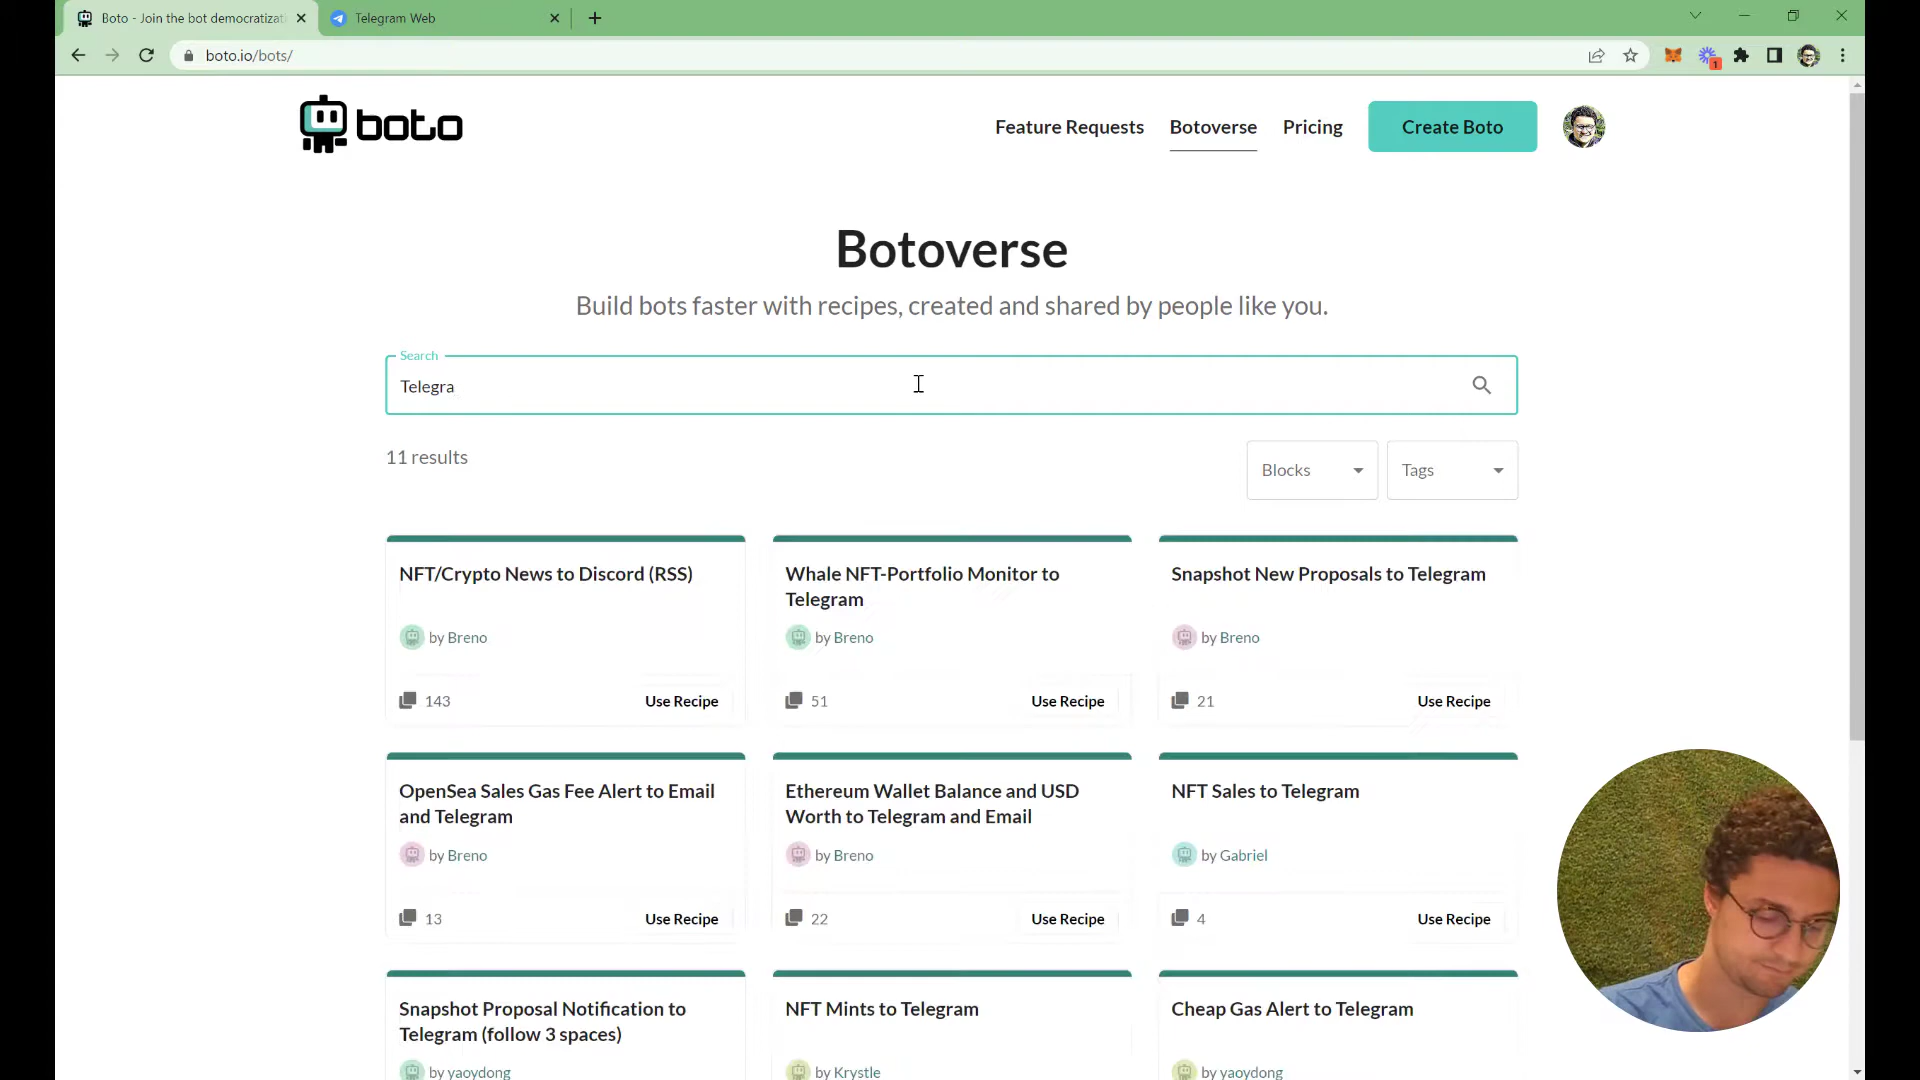 Boto - Join the bot democratizat
Telegram Web
boto.io/bots/
1
boto
Feature Requests
Botoverse
Pricing
Create Boto
Botoverse
Build bots faster with recipes, created and shared by people like you.
Search
Telegra
11 results
Blocks
Tags
NFT/Crypto News to Discord (RSS)
by Breno
143
Use Recipe
Whale NFT-Portfolio Monitor to
Telegram
by Breno
51
Use Recipe
Snapshot New Proposals to Telegram
by Breno
21
Use Recipe
OpenSea Sales Gas Fee Alert to Email
and Telegram
by Breno
13
Use Recipe
Ethereum Wallet Balance and USD
Worth to Telegram and Email
by Breno
22
Use Recipe
NFT Sales to Telegram
by Gabriel
4
Use Recipe
Snapshot Proposal Notification to
Telegram (follow 3 spaces)
by yaoydong
NFT Mints to Telegram
by Krystle
Cheap Gas Alert to Telegram
by yaoydong